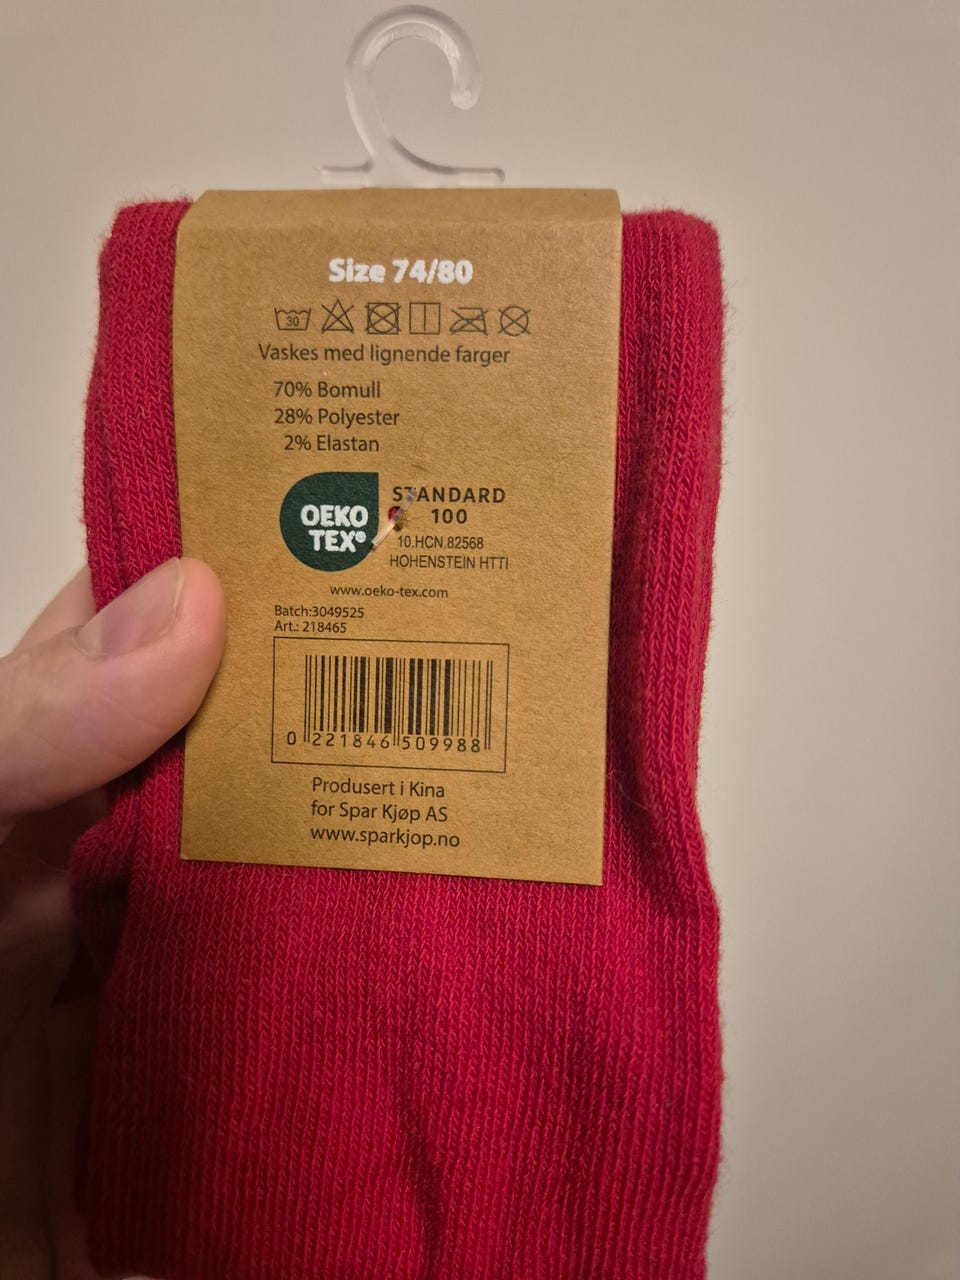 Size 74/80
30
Vaskes med lignende farger
70% Bomull
28% Polyester
2% Elastan
OEKO
TEX®
STANDARD
100
10.HCN.82568
HOHENSTEIN HTTI
www.oeko-tex.com
Batch:3049525
Art.: 218465
0 221846 509988
Produsert i Kina
for Spar Kjøp AS
www.sparkjop.no